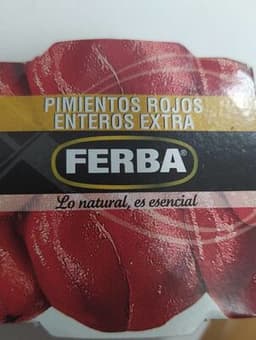 PIMIENTOS ROJOS
ENTEROS EXTRA
FERBA®
Lo natural, es esencial